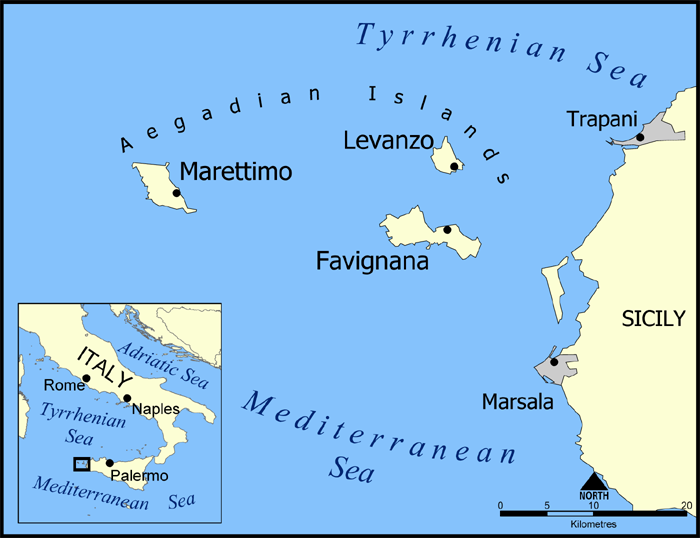 Tyrrhenian Sea
Aegadian Islands
Trapani
Levanzo
Marettimo
Favignana
SICILY
Marsala
Mediterranean
Sea
NORTH
0 5 10 20
Kilometres
ITALY
Adriatic Sea
Rome
Naples
Tyrrhenian
Sea
Palermo
Mediterranean Sea